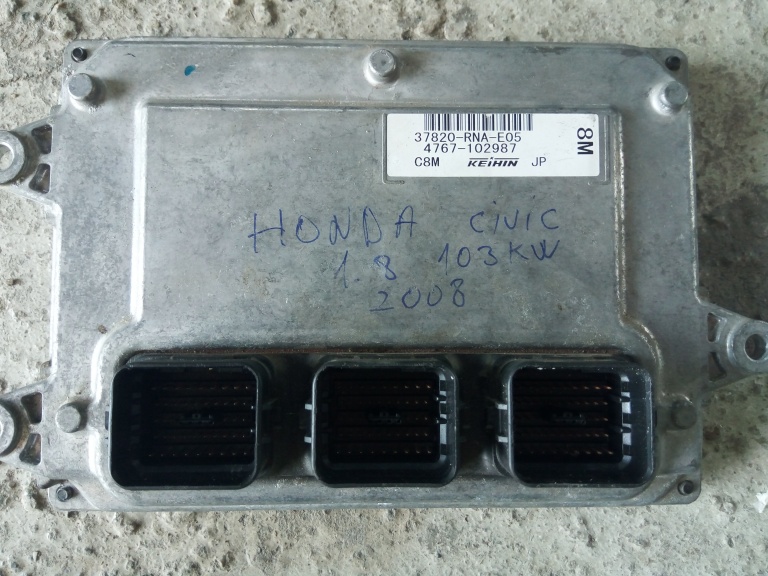 37820-RNA-E05
4767-102987
C8M KEIHIN JP
8M
HONDA CIVIC
1.8 103KW
2008